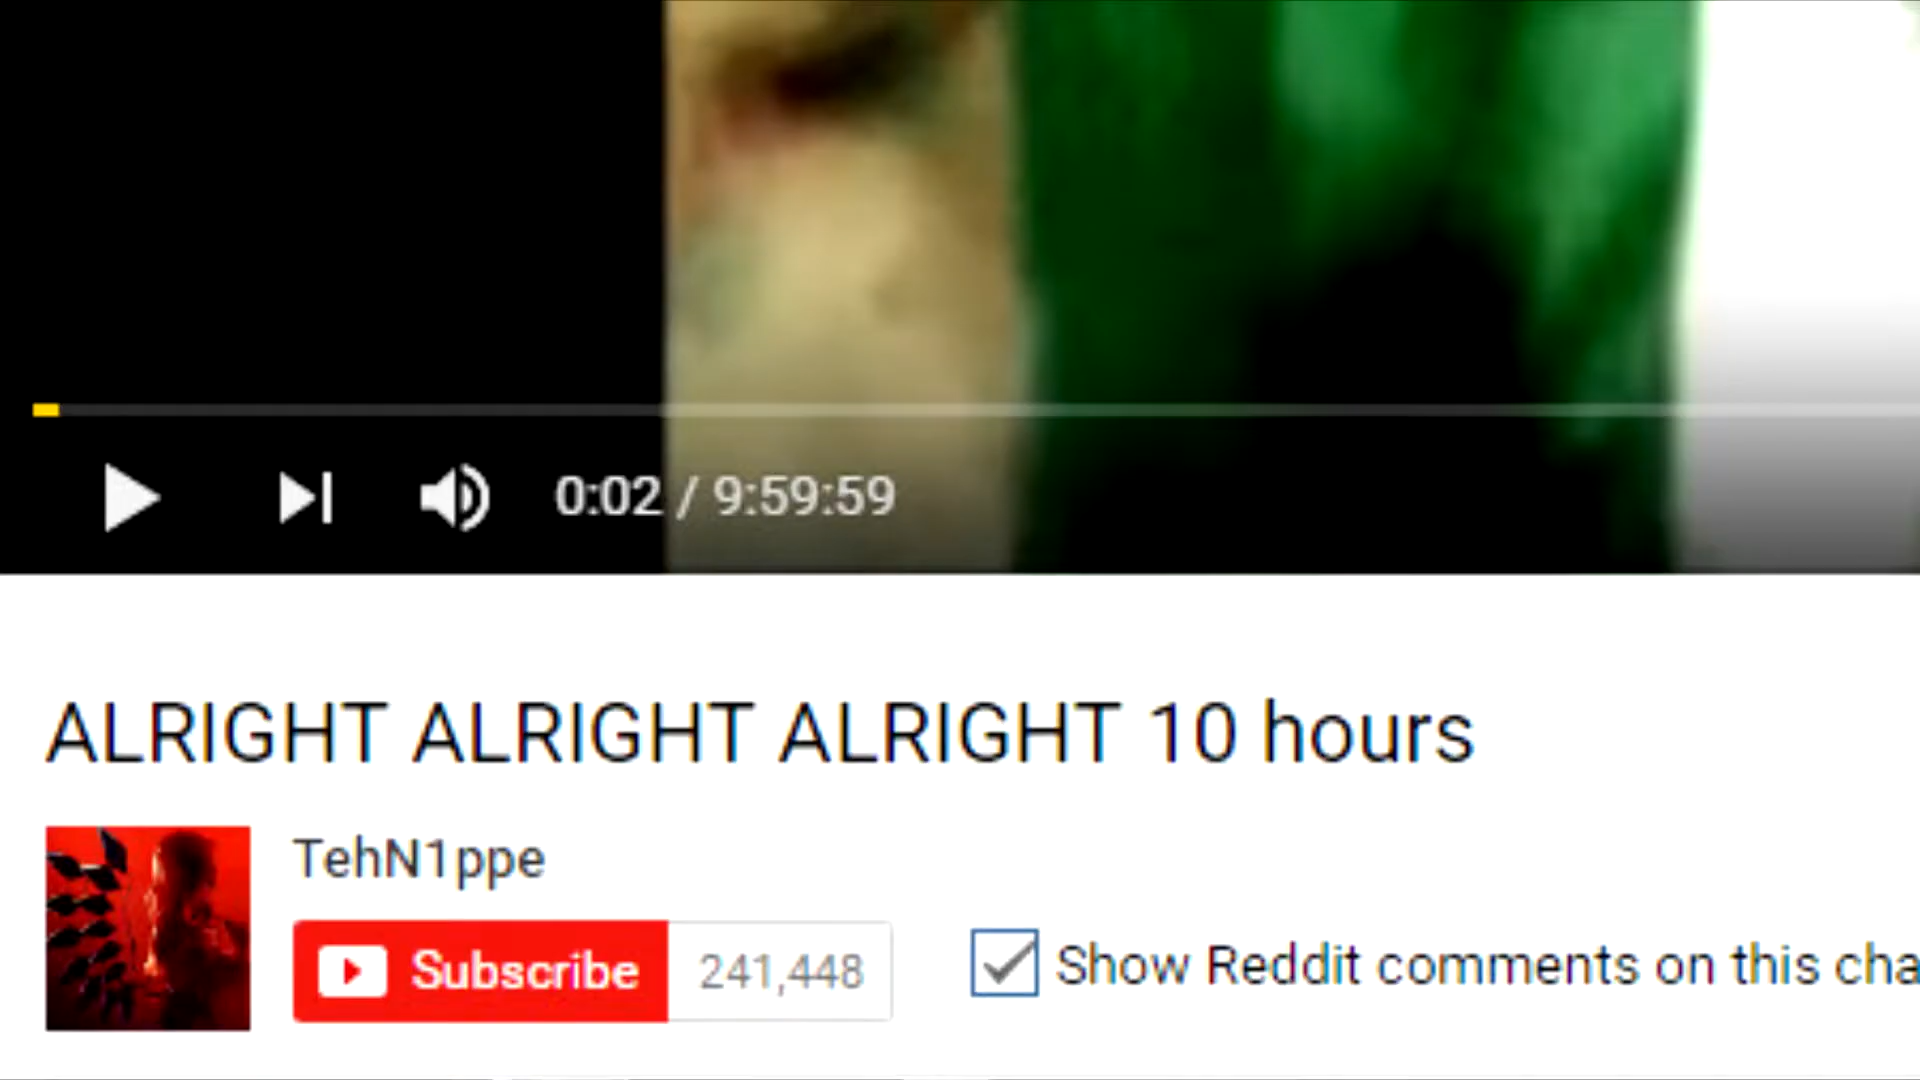 0:02 / 9:59:59
ALRIGHT ALRIGHT ALRIGHT 10 hours
TehN1ppe
Subscribe 241,448
Show Reddit comments on this cha